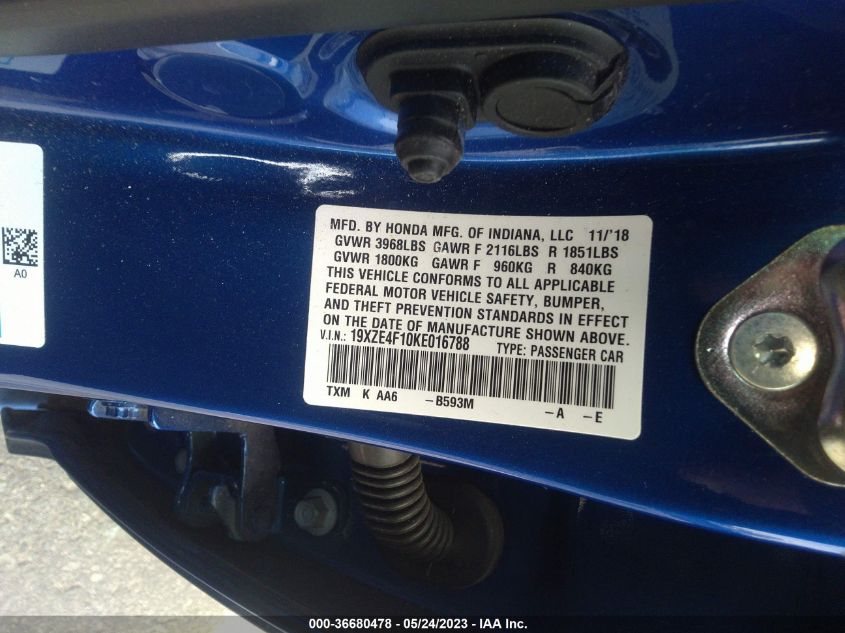 MFD. BY HONDA MFG. OF INDIANA, LLC 11/'18
GVWR 3968LBS GAWR F 2116LBS R 1851LBS
GVWR 1800KG GAWR F 960KG R 840KG
THIS VEHICLE CONFORMS TO ALL APPLICABLE
FEDERAL MOTOR VEHICLE SAFETY, BUMPER,
AND THEFT PREVENTION STANDARDS IN EFFECT
ON THE DATE OF MANUFACTURE SHOWN ABOVE.
V.I.N.: 19XZE4F10KE016788 TYPE: PASSENGER CAR
TXM K AA6 -B593M -A -E
A0
000-36680478 - 05/24/2023 - IAA Inc.